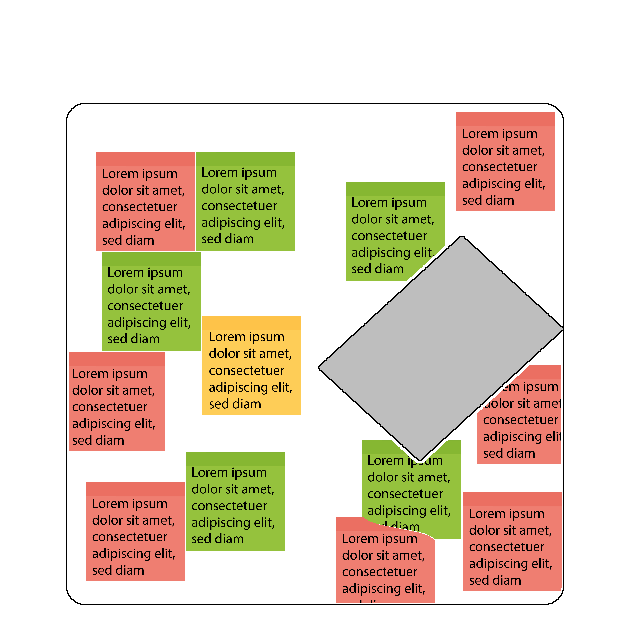 Lorem ipsum
dolor sit amet,
consectetuer
adipiscing elit,
sed diam
Lorem ipsum
dolor sit amet,
consectetuer
adipiscing elit,
sed diam
Lorem ipsum
dolor sit amet,
consectetuer
adipiscing elit,
sed diam
Lorem ipsum
dolor sit amet,
consectetuer
adipiscing elit,
sed diam
Lorem ipsum
dolor sit amet,
consectetuer
adipiscing elit,
sed diam
Lorem ipsum
dolor sit amet,
consectetuer
adipiscing elit,
sed diam
Lorem ipsum
dolor sit amet,
consectetuer
adipiscing elit,
sed diam
Lorem ipsum
dolor sit amet,
consectetuer
adipiscing elit,
sed diam
Lorem ipsum
dolor sit amet,
consectetuer
adipiscing elit,
sed diam
ipsum
sit amet
consectetuer
adipiscing elit,
sed diam
Lorem ipsum
dolor sit amet,
consectetuer
adipiscing elit,
diam
Lorem ipsum
dolor sit amet,
consectetuer
adipiscing elit,
Lorem ipsum
dolor sit amet,
consectetuer
adipiscing elit,
sed diam